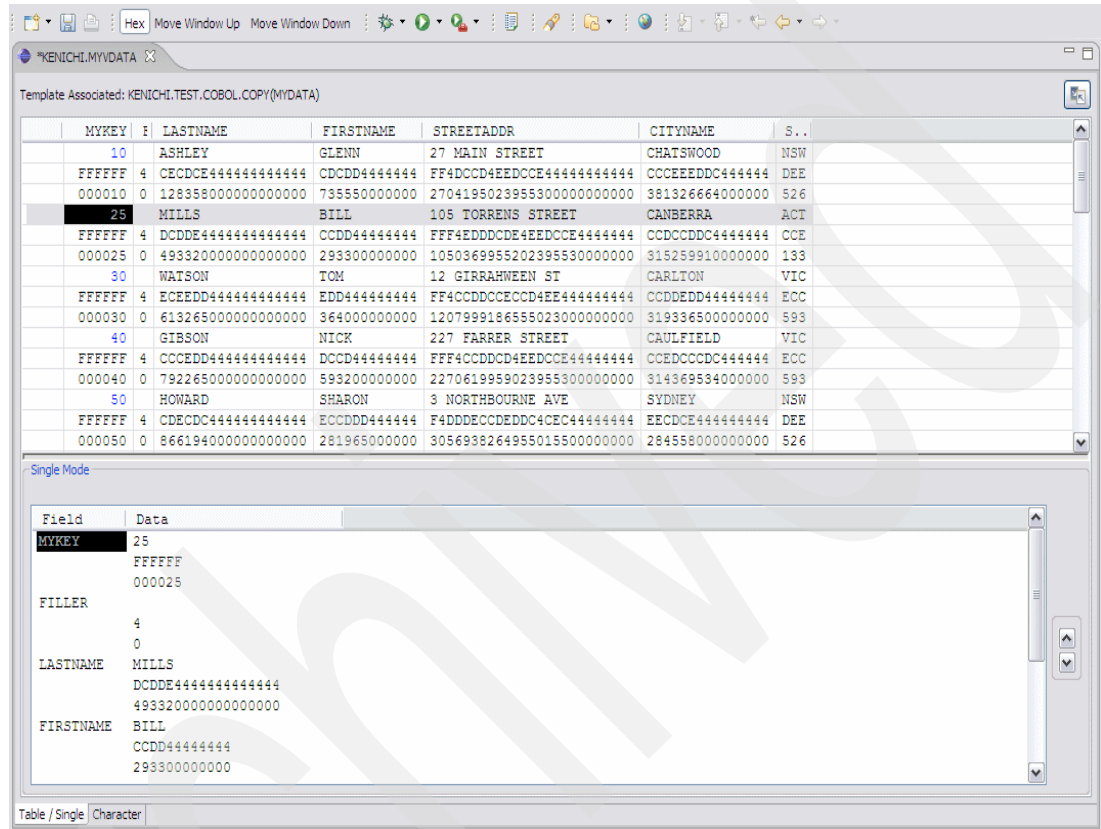 Hex Move Window Up Move Window Down
*KENICHI.MYVDATA
Template Associated: KENICHI.TEST.COBOL.COPY(MYDATA)
MYKEY LASTNAME FIRSTNAME STREETADDR CITYNAME S..
10 ASHLEY GLENN 27 MAIN STREET CHATSWOOD NSW
FFFFFF 4 CECDCE444444444444 CDCDD4444444 FF4DCCD4EEDCCE44444444444 CCCEEEDDC444444 DEE
000010 0 128358000000000000 735550000000 2704195023955300000000000 381326664000000 526
25 MILLS BILL 105 TORRENS STREET CANBERRA ACT
FFFFFF 4 DCDDE4444444444444 CCDD44444444 FFF4EDDDCDE4EEDCCE4444444 CCDCCDDC4444444 CCE
000025 0 493320000000000000 293300000000 1050369955202395530000000 315259910000000 133
30 WATSON TOM 12 GIRRAHWEEN ST CARLTON VIC
FFFFFF 4 ECEEDD444444444444 EDD444444444 FF4CCDDCCECCD4EE444444444 CCDDEDD44444444 ECC
000030 0 613265000000000000 364000000000 1207999186555023000000000 319336500000000 593
40 GIBSON NICK 227 FARRER STREET CAULFIELD VIC
FFFFFF 4 CCCEDD444444444444 DCCD44444444 FFF4CCDDCD4EEDCCE44444444 CCEDCCCDC444444 ECC
000040 0 792265000000000000 593200000000 2270619959023955300000000 314369534000000 593
50 HOWARD SHARON 3 NORTHBOURNE AVE SYDNEY NSW
FFFFFF 4 CDECDC444444444444 ECCDDD444444 F4DDDECCDEDDC4CEC44444444 EECDCE444444444 DEE
000050 0 866194000000000000 281965000000 3056938264955015500000000 284558000000000 526
Single Mode
Field Data
MYKEY 25
FFFFFF
000025
FILLER
4
0
LASTNAME MILLS
DCDDE4444444444444
493320000000000000
FIRSTNAME BILL
CCDD44444444
293300000000
Table / Single Character